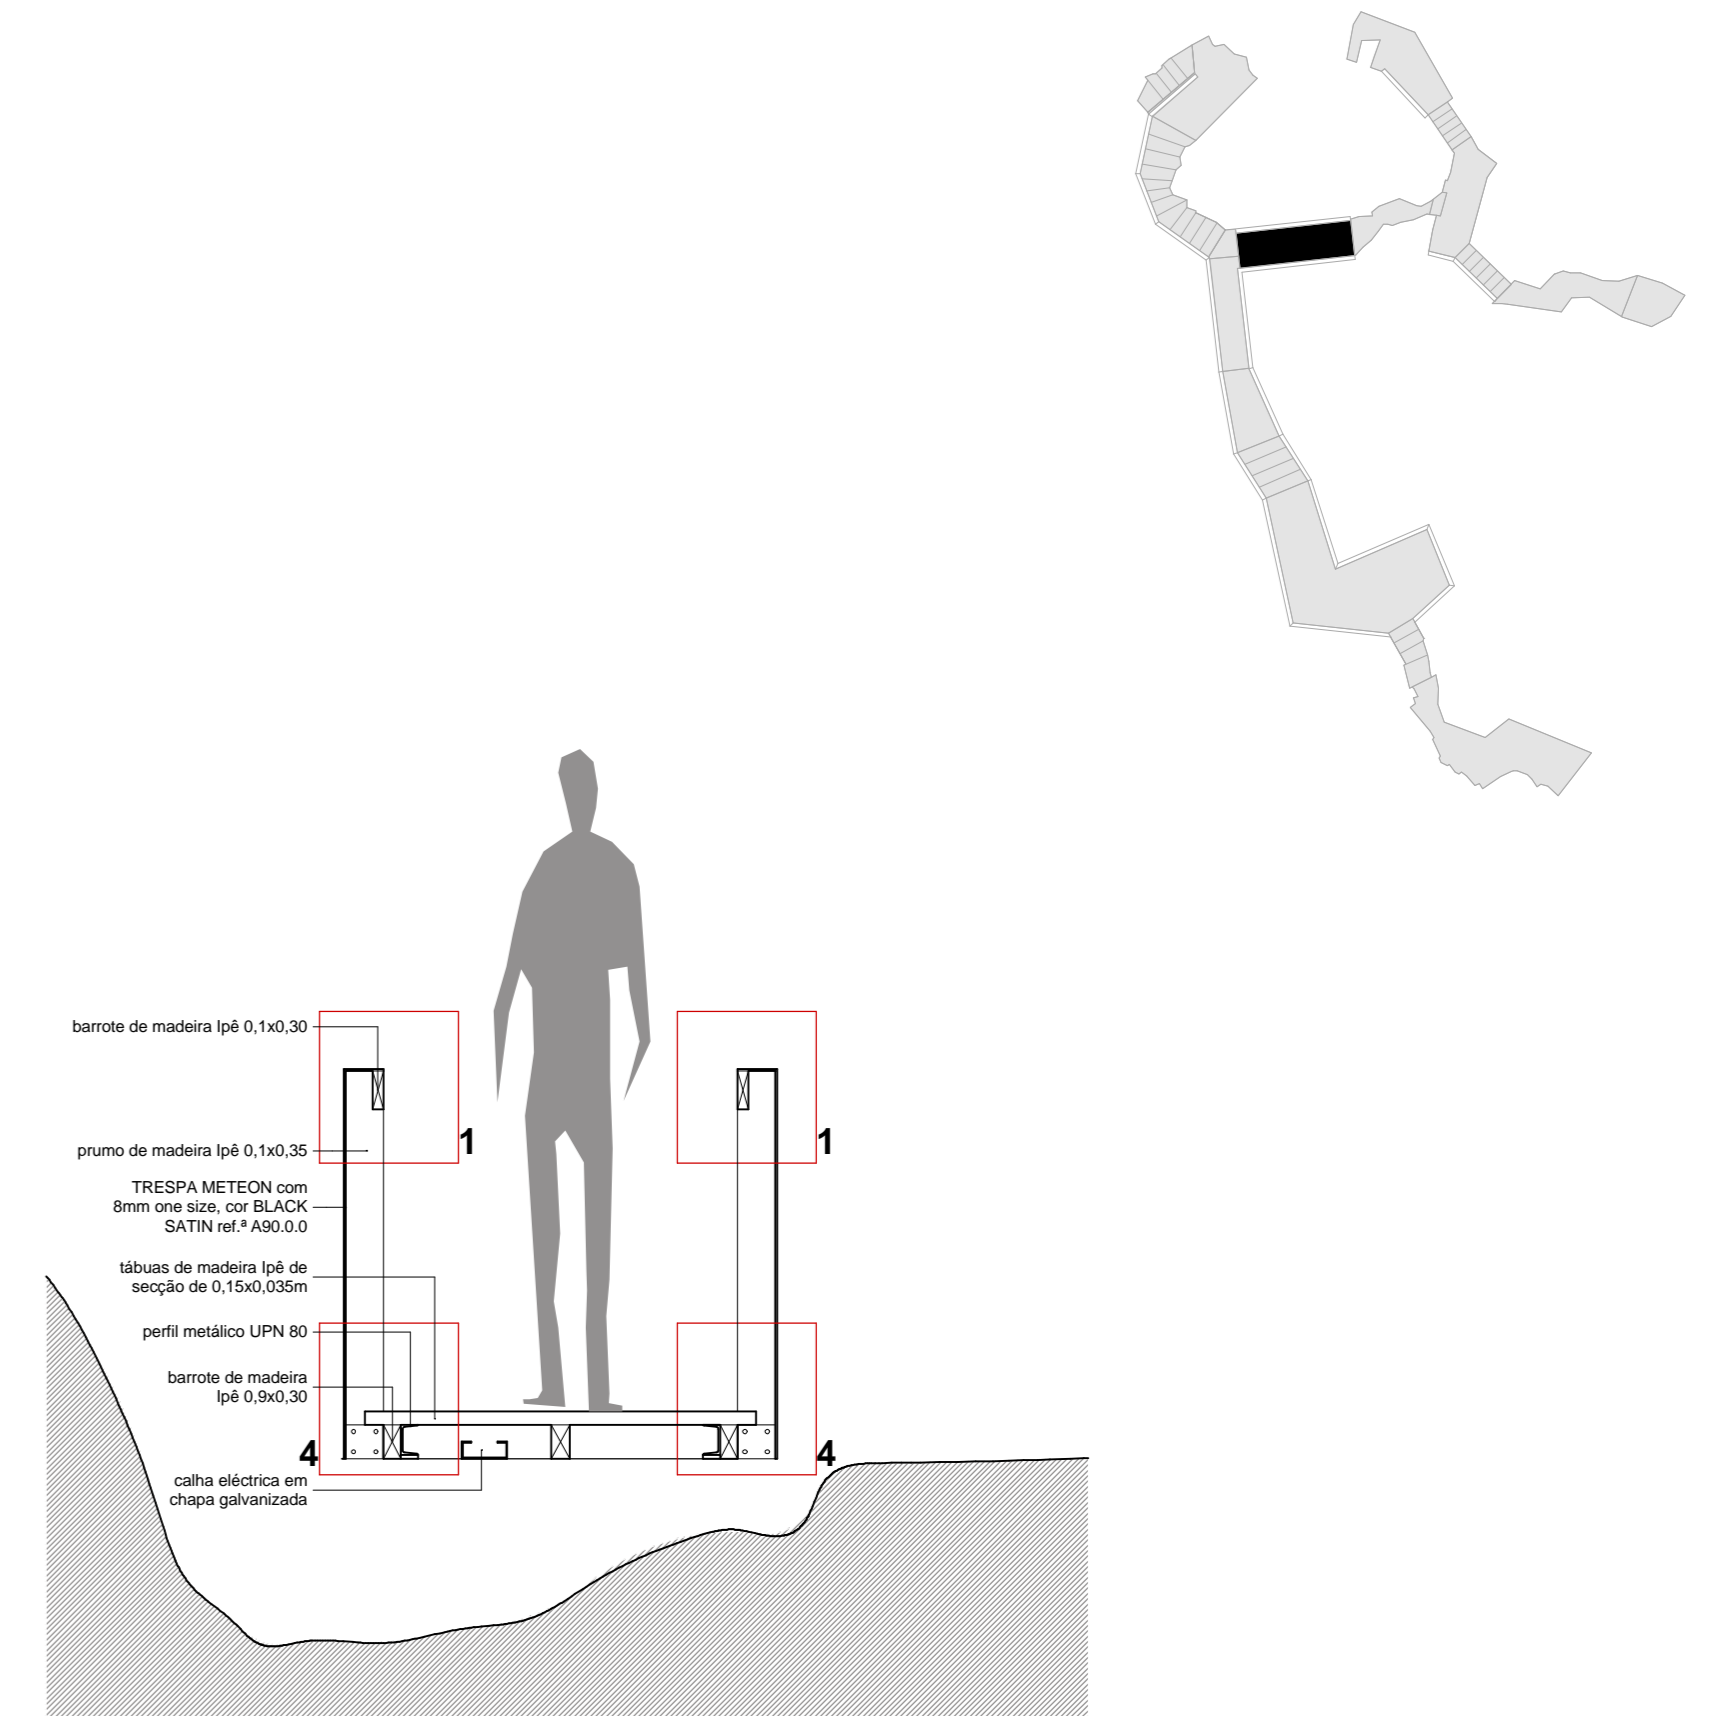 barrote de madeira Ipê 0,1x0,30
1
1
prumo de madeira Ipê 0,1x0,35
TRESPA METEON com
8mm one size, cor BLACK
SATIN ref.ª A90.0.0
tábuas de madeira Ipê de
secção de 0,15x0,035m
perfil metálico UPN 80
barrote de madeira
Ipê 0,9x0,30
4
4
calha eléctrica em
chapa galvanizada